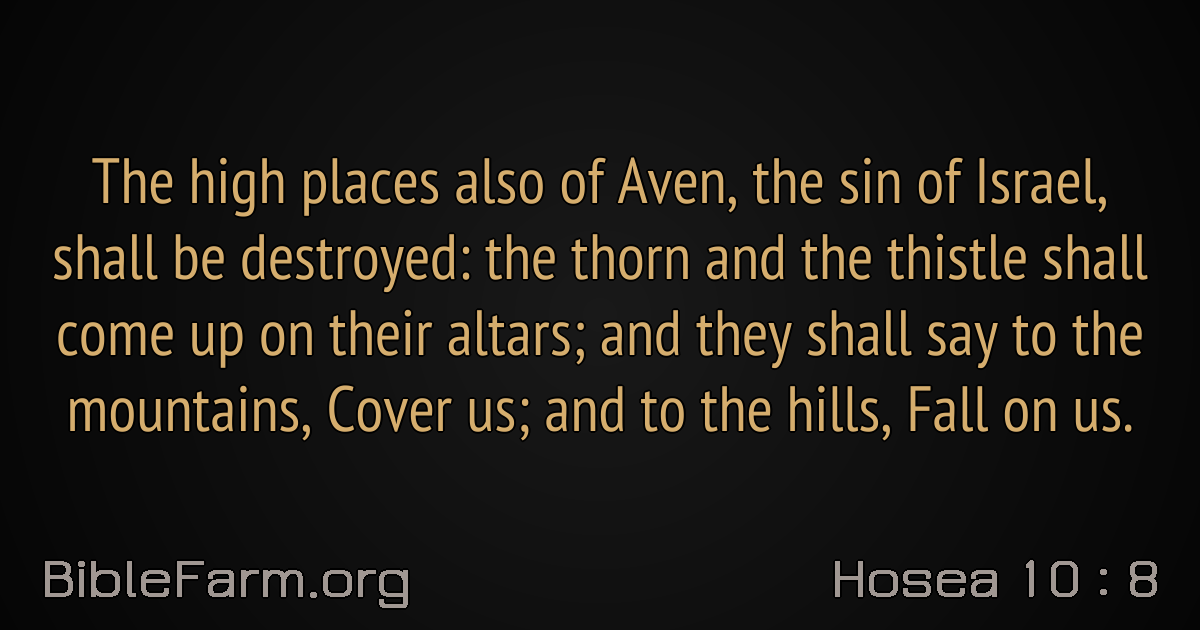 The high places also of Aven, the sin of Israel,
shall be destroyed: the thorn and the thistle shall
come up on their altars; and they shall say to the
mountains, Cover us; and to the hills, Fall on us.
BibleFarm.org
Hosea 10 : 8